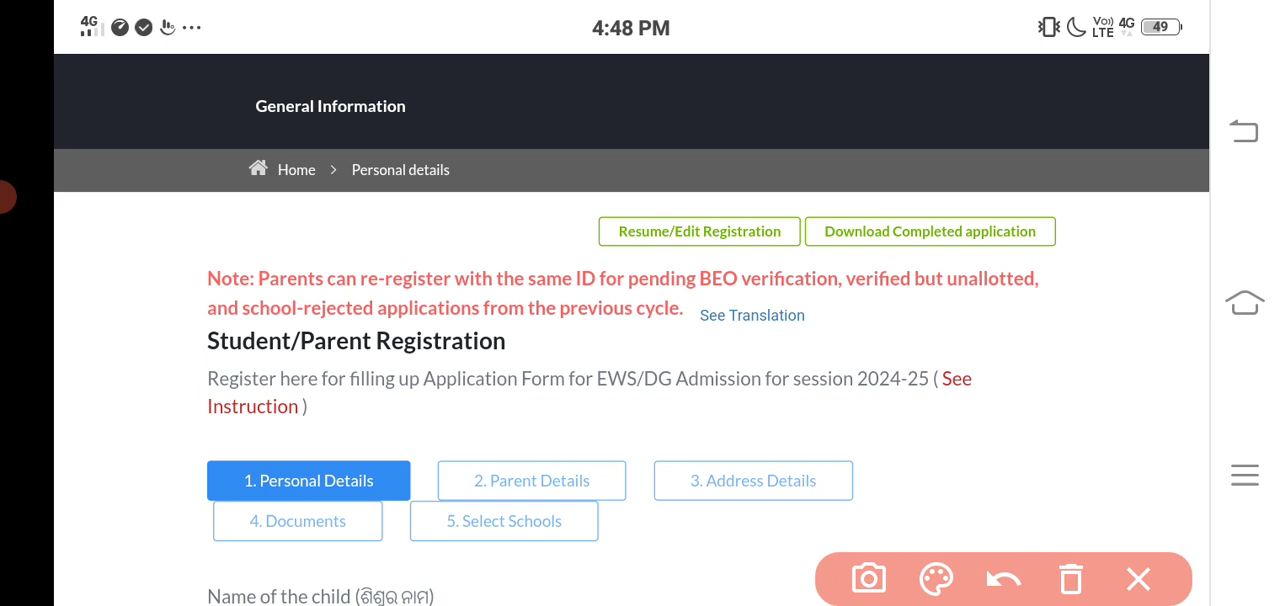 4G 4:48 PM Vo)) LTE 4G 49
General Information
Home > Personal details
Resume/Edit Registration Download Completed application
Note: Parents can re-register with the same ID for pending BEO verification, verified but unallotted,
and school-rejected applications from the previous cycle. See Translation
Student/Parent Registration
Register here for filling up Application Form for EWS/DG Admission for session 2024-25 ( See
Instruction )
1. Personal Details 2. Parent Details 3. Address Details
4. Documents 5. Select Schools
Name of the child (ଶିଶୁର ନାମ)